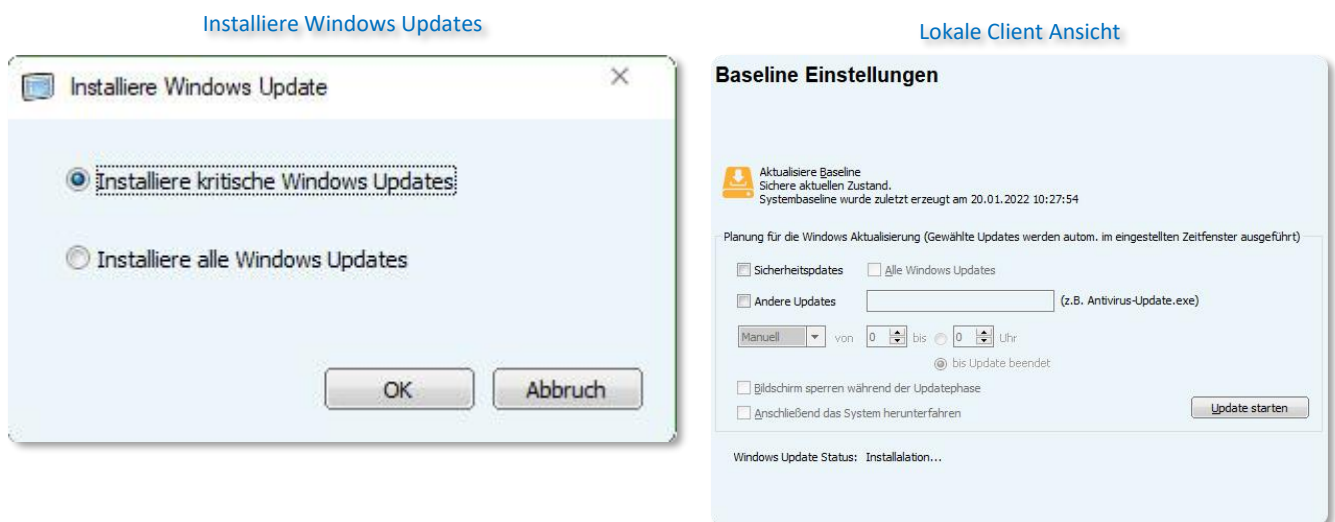 Installiere Windows Updates
Installiere Windows Update
Installiere kritische Windows Updates
Installiere alle Windows Updates
OK Abbruch
Lokale Client Ansicht
Baseline Einstellungen
Aktualisiere Baseline
Sichere aktuellen Zustand.
Systembaseline wurde zuletzt erzeugt am 20.01.2022 10:27:54
Planung für die Windows Aktualisierung (Gewählte Updates werden autom. im eingestellten Zeitfenster ausgeführt)
Sicherheitspdates Alle Windows Updates
Andere Updates (z.B. Antivirus-Update.exe)
Manuell von 0 bis 0 Uhr
bis Update beendet
Bildschirm sperren während der Updatephase
Anschließend das System herunterfahren
Update starten
Windows Update Status: Installalation...